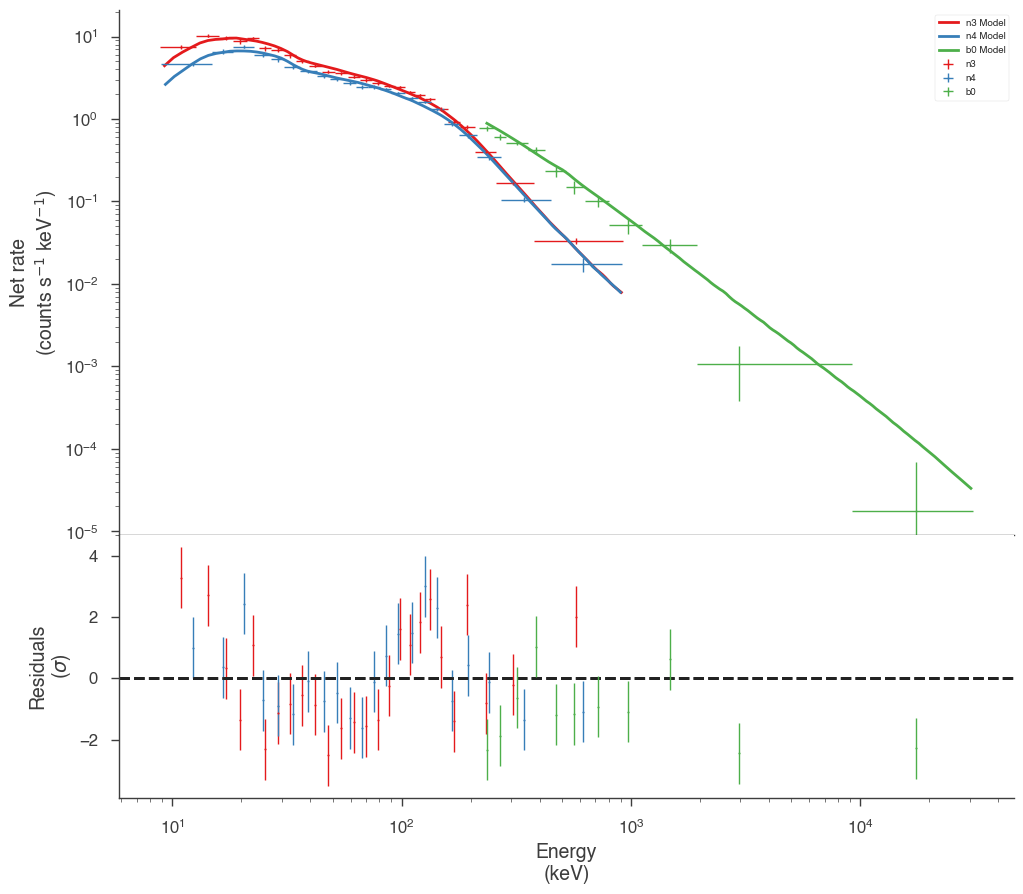 n3 Model
n4 Model
b0 Model
n3
n4
b0
Net rate
(counts s⁻¹ keV⁻¹)
10¹
10⁰
10⁻¹
10⁻²
10⁻³
10⁻⁴
10⁻⁵
Residuals
(σ)
4
2
0
−2
10¹
10²
10³
10⁴
Energy
(keV)